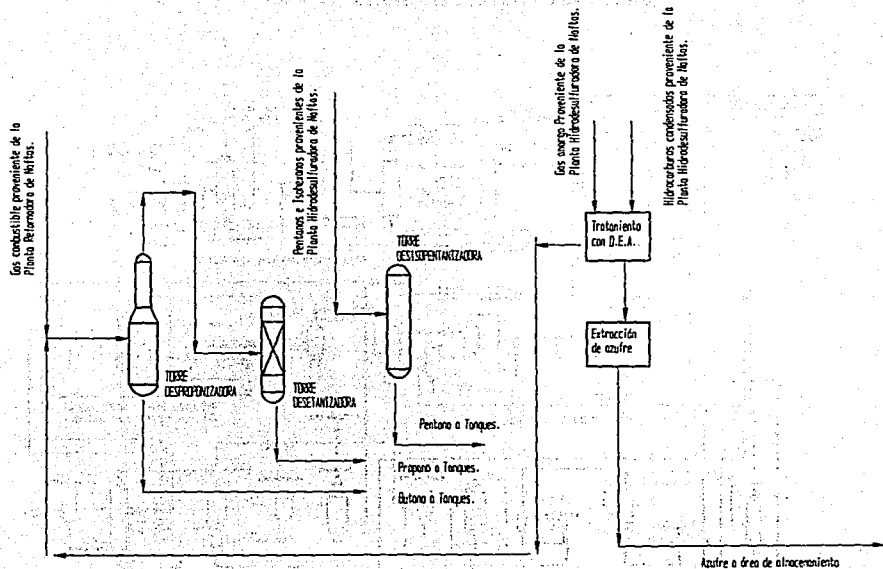 Gas combustible proveniente de la
Planta Reformadora de Naftas.
Pentanos e Isohexanos provenientes de la
Planta Hidrodesulfuradora de Naftas.
Gas amargo Proveniente de la
Planta Hidrodesulfuradora de Naftas.
Hidrocarburos condensados proveniente de la
Planta Hidrodesulfuradora de Naftas.
TORRE
DESPROPONIZADORA
TORRE
DESETANIZADORA
TORRE
DESISOPENTANIZADORA
Tratamiento
con D.E.A.
Extracción
de azufre
Pentano a Tanques.
Propano a Tanques.
Butano a Tanques.
Azufre a área de almacenamiento